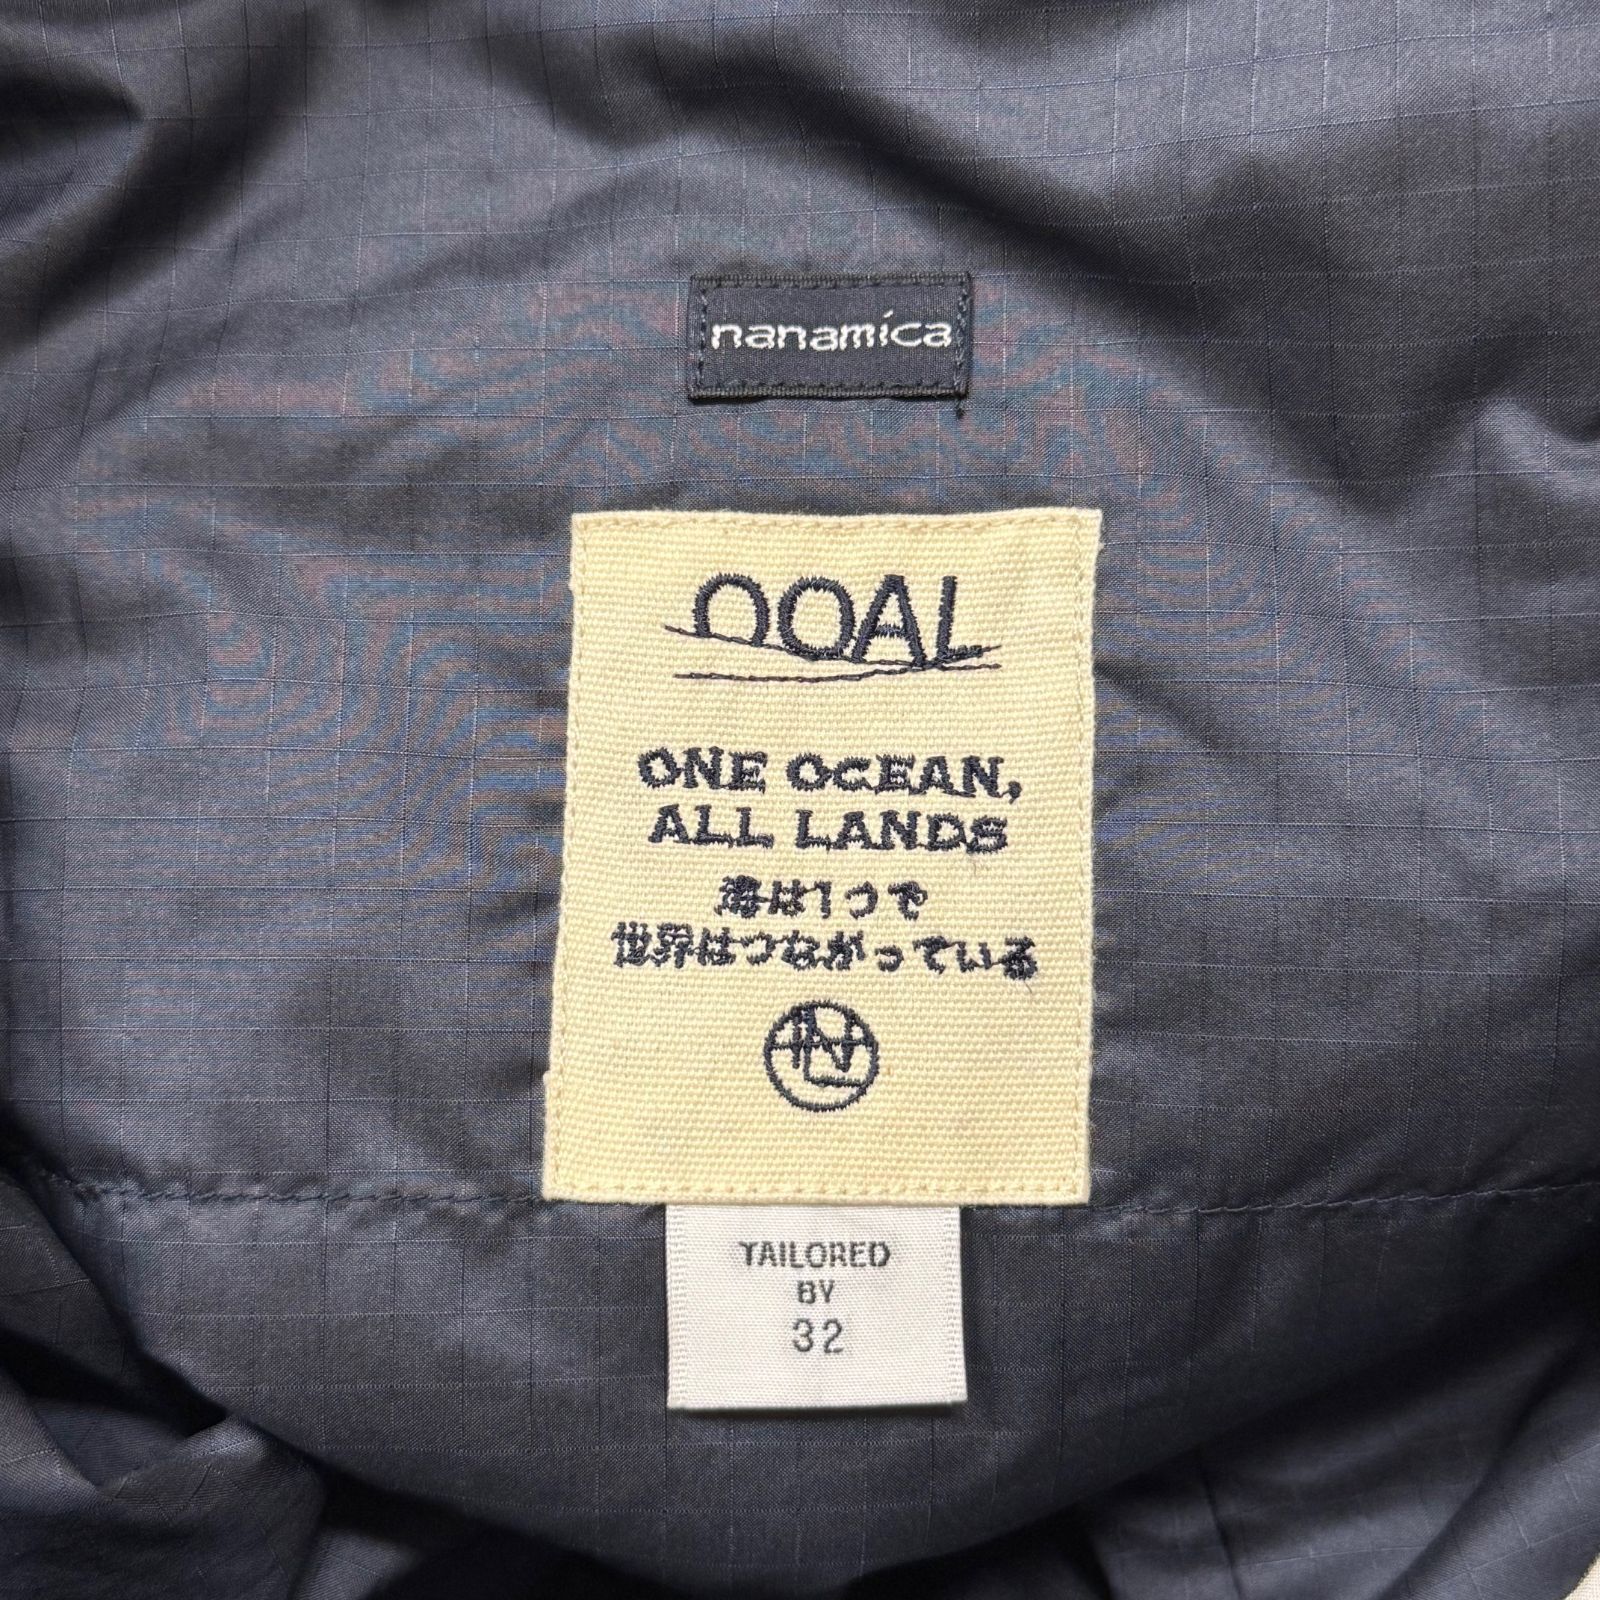 nanamica
OOAL
ONE OCEAN,
ALL LANDS
海は1つで
世界はつながっている
TAILORED
BY
32